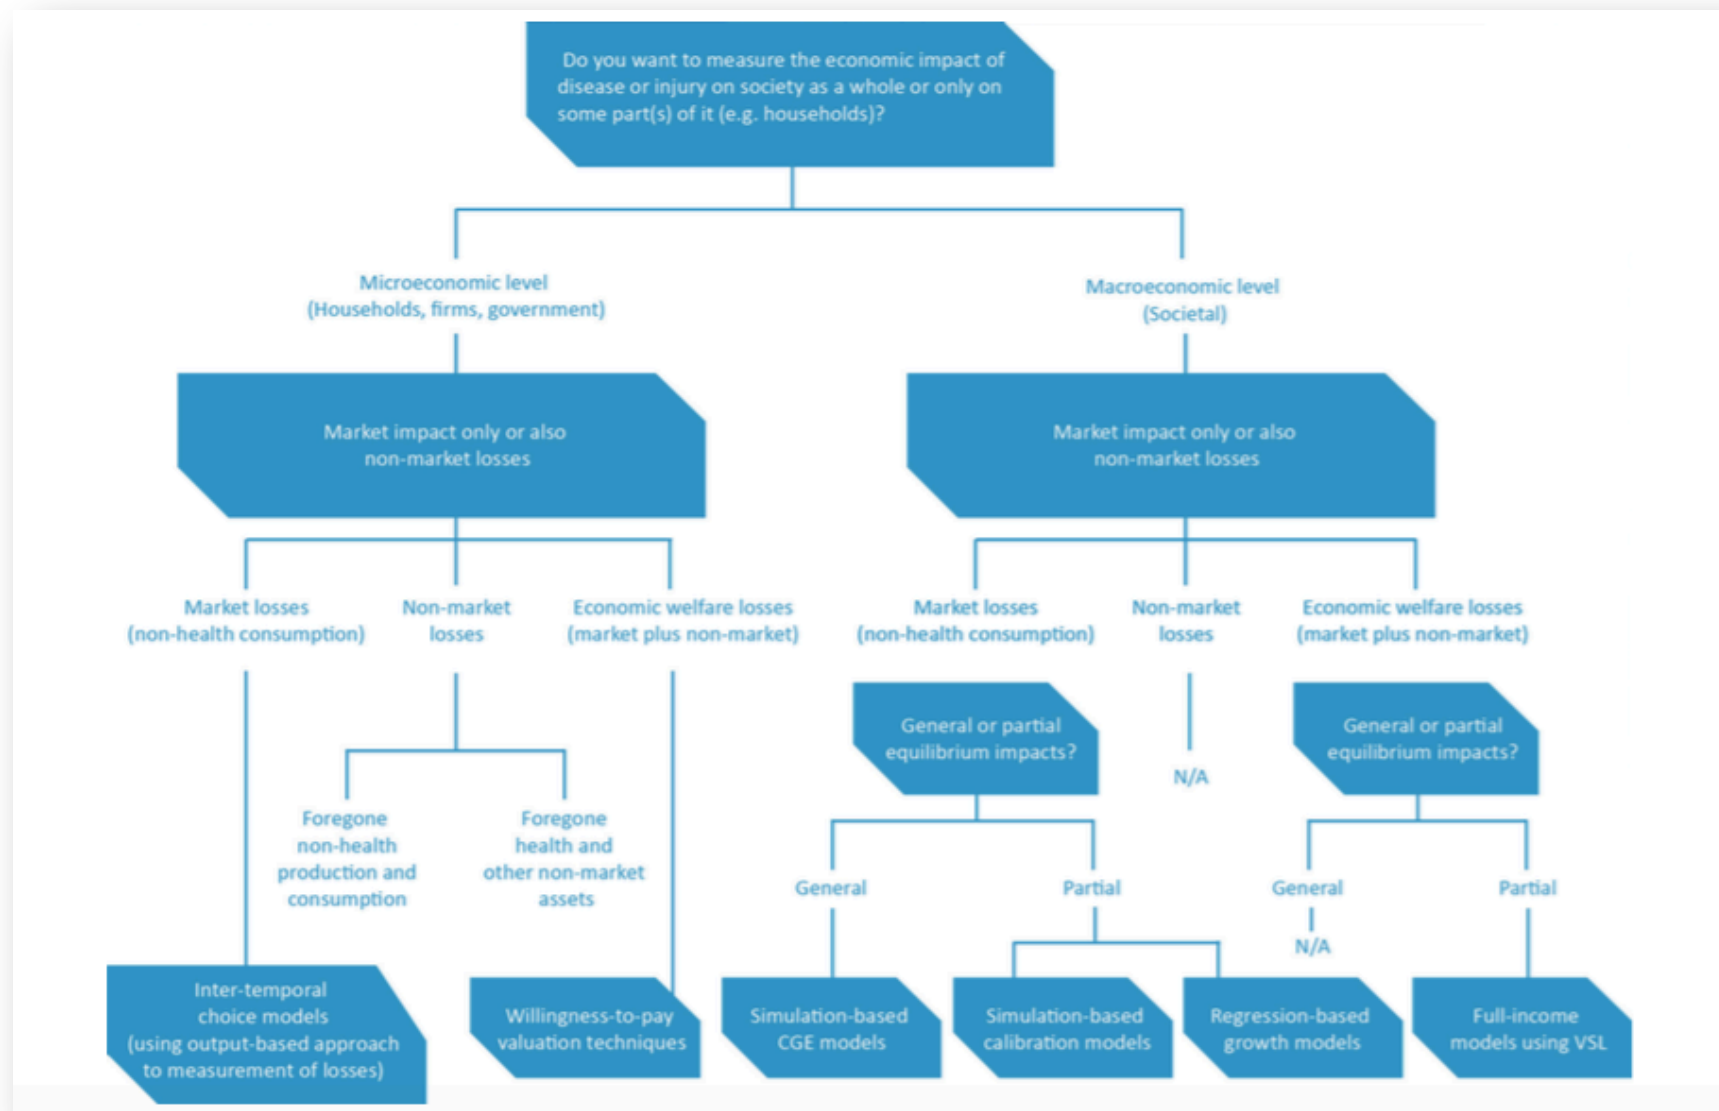 Do you want to measure the economic impact of
disease or injury on society as a whole or only on
some part(s) of it (e.g. households)?
Microeconomic level
(Households, firms, government)
Macroeconomic level
(Societal)
Market impact only or also
non-market losses
Market impact only or also
non-market losses
Market losses
(non-health consumption)
Non-market
losses
Economic welfare losses
(market plus non-market)
Market losses
(non-health consumption)
Non-market
losses
Economic welfare losses
(market plus non-market)
General or partial
equilibrium impacts?
N/A
General or partial
equilibrium impacts?
Foregone
non-health
production and
consumption
Foregone
health and
other non-market
assets
General
Partial
General
N/A
Partial
Inter-temporal
choice models
(using output-based approach
to measurement of losses)
Willingness-to-pay
valuation techniques
Simulation-based
CGE models
Simulation-based
calibration models
Regression-based
growth models
Full-income
models using VSL